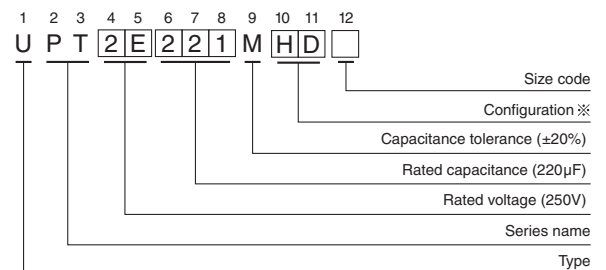 1 2 3 4 5 6 7 8 9 10 11 12
U P T 2 E 2 2 1 M H D
Size code
Configuration ※
Capacitance tolerance (±20%)
Rated capacitance (220µF)
Rated voltage (250V)
Series name
Type